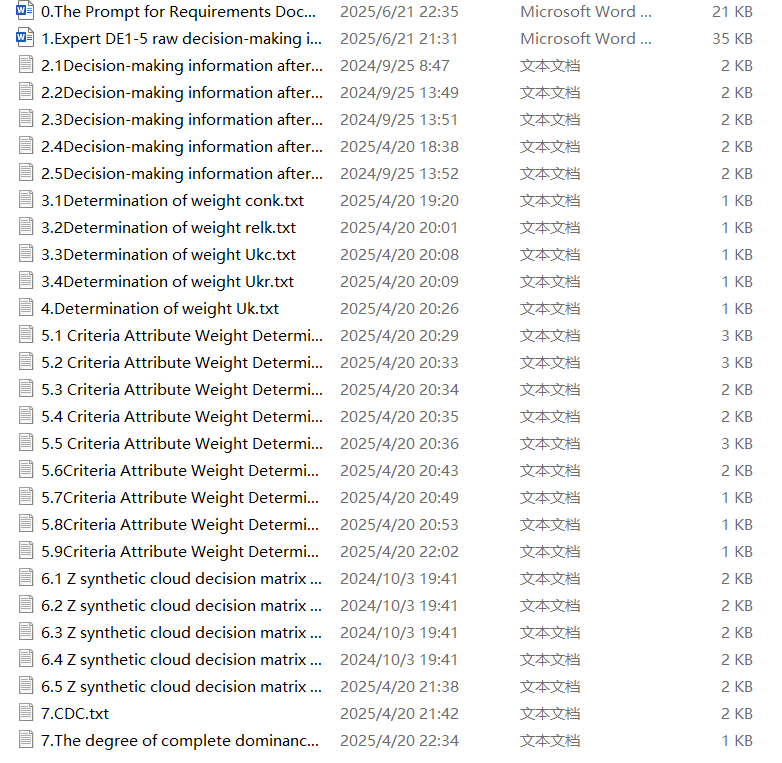 0.The Prompt for Requirements Doc... 2025/6/21 22:35 Microsoft Word ... 21 KB
1.Expert DE1-5 raw decision-making i... 2025/6/21 21:31 Microsoft Word ... 35 KB
2.1Decision-making information after... 2024/9/25 8:47 文本文档 2 KB
2.2Decision-making information after... 2024/9/25 13:49 文本文档 2 KB
2.3Decision-making information after... 2024/9/25 13:51 文本文档 2 KB
2.4Decision-making information after... 2025/4/20 18:38 文本文档 2 KB
2.5Decision-making information after... 2024/9/25 13:52 文本文档 2 KB
3.1Determination of weight conk.txt 2025/4/20 19:20 文本文档 1 KB
3.2Determination of weight relk.txt 2025/4/20 20:01 文本文档 1 KB
3.3Determination of weight Ukc.txt 2025/4/20 20:08 文本文档 1 KB
3.4Determination of weight Ukr.txt 2025/4/20 20:09 文本文档 1 KB
4.Determination of weight Uk.txt 2025/4/20 20:26 文本文档 1 KB
5.1 Criteria Attribute Weight Determi... 2025/4/20 20:29 文本文档 3 KB
5.2 Criteria Attribute Weight Determi... 2025/4/20 20:33 文本文档 3 KB
5.3 Criteria Attribute Weight Determi... 2025/4/20 20:34 文本文档 2 KB
5.4 Criteria Attribute Weight Determi... 2025/4/20 20:35 文本文档 2 KB
5.5 Criteria Attribute Weight Determi... 2025/4/20 20:36 文本文档 3 KB
5.6Criteria Attribute Weight Determi... 2025/4/20 20:43 文本文档 2 KB
5.7Criteria Attribute Weight Determi... 2025/4/20 20:49 文本文档 1 KB
5.8Criteria Attribute Weight Determi... 2025/4/20 20:53 文本文档 1 KB
5.9Criteria Attribute Weight Determi... 2025/4/20 22:02 文本文档 1 KB
6.1 Z synthetic cloud decision matrix ... 2024/10/3 19:41 文本文档 2 KB
6.2 Z synthetic cloud decision matrix ... 2024/10/3 19:41 文本文档 2 KB
6.3 Z synthetic cloud decision matrix ... 2024/10/3 19:41 文本文档 2 KB
6.4 Z synthetic cloud decision matrix ... 2024/10/3 19:41 文本文档 2 KB
6.5 Z synthetic cloud decision matrix ... 2025/4/20 21:38 文本文档 2 KB
7.CDC.txt 2025/4/20 21:42 文本文档 2 KB
7.The degree of complete dominanc... 2025/4/20 22:34 文本文档 1 KB